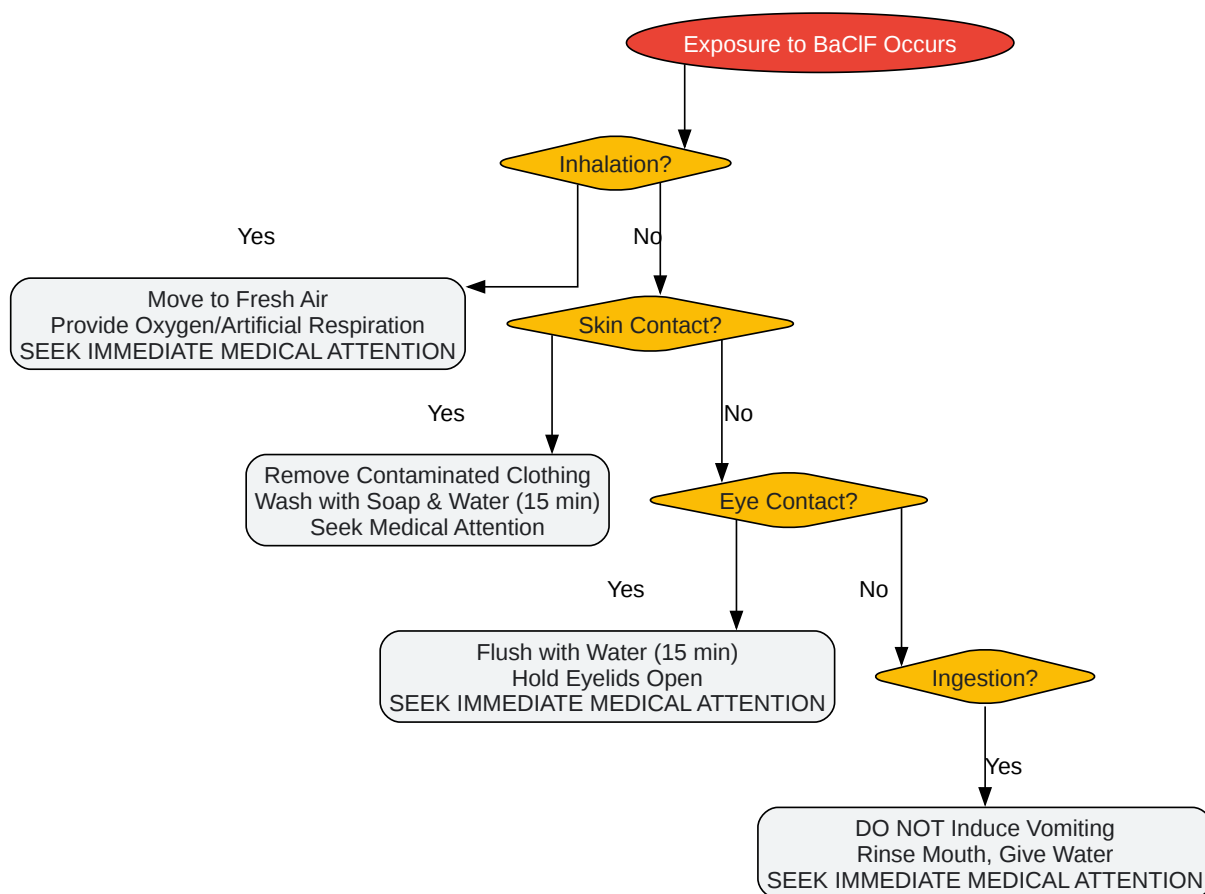 Exposure to BaClF Occurs
Inhalation?
Yes
No
Move to Fresh Air
Provide Oxygen/Artificial Respiration
SEEK IMMEDIATE MEDICAL ATTENTION
Skin Contact?
Yes
No
Remove Contaminated Clothing
Wash with Soap & Water (15 min)
Seek Medical Attention
Eye Contact?
Yes
No
Flush with Water (15 min)
Hold Eyelids Open
SEEK IMMEDIATE MEDICAL ATTENTION
Ingestion?
Yes
DO NOT Induce Vomiting
Rinse Mouth, Give Water
SEEK IMMEDIATE MEDICAL ATTENTION